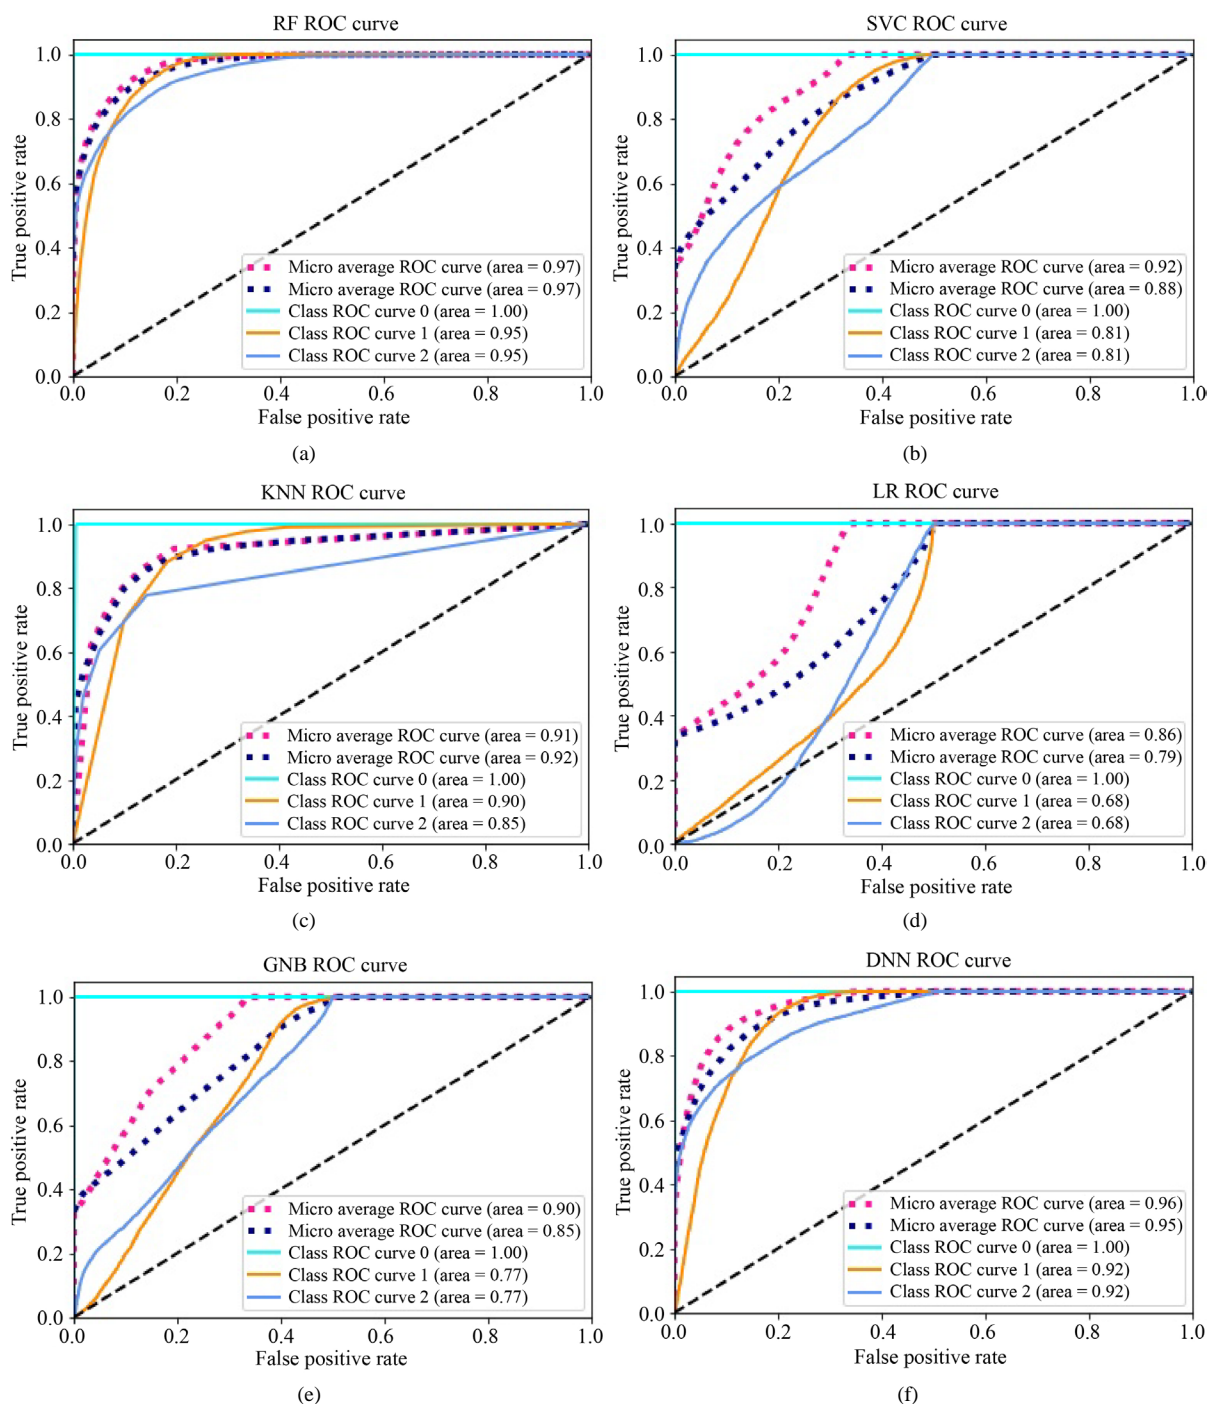 RF ROC curve
1.0
0.8
0.6
0.4
0.2
0.0
True positive rate
Micro average ROC curve (area = 0.97)
Micro average ROC curve (area = 0.97)
Class ROC curve 0 (area = 1.00)
Class ROC curve 1 (area = 0.95)
Class ROC curve 2 (area = 0.95)
0.0 0.2 0.4 0.6 0.8 1.0
False positive rate
(a)
SVC ROC curve
1.0
0.8
0.6
0.4
0.2
0.0
True positive rate
Micro average ROC curve (area = 0.92)
Micro average ROC curve (area = 0.88)
Class ROC curve 0 (area = 1.00)
Class ROC curve 1 (area = 0.81)
Class ROC curve 2 (area = 0.81)
0.0 0.2 0.4 0.6 0.8 1.0
False positive rate
(b)
KNN ROC curve
1.0
0.8
0.6
0.4
0.2
0.0
True positive rate
Micro average ROC curve (area = 0.91)
Micro average ROC curve (area = 0.92)
Class ROC curve 0 (area = 1.00)
Class ROC curve 1 (area = 0.90)
Class ROC curve 2 (area = 0.85)
0.0 0.2 0.4 0.6 0.8 1.0
False positive rate
(c)
LR ROC curve
1.0
0.8
0.6
0.4
0.2
0.0
True positive rate
Micro average ROC curve (area = 0.86)
Micro average ROC curve (area = 0.79)
Class ROC curve 0 (area = 1.00)
Class ROC curve 1 (area = 0.68)
Class ROC curve 2 (area = 0.68)
0.0 0.2 0.4 0.6 0.8 1.0
False positive rate
(d)
GNB ROC curve
1.0
0.8
0.6
0.4
0.2
0.0
True positive rate
Micro average ROC curve (area = 0.90)
Micro average ROC curve (area = 0.85)
Class ROC curve 0 (area = 1.00)
Class ROC curve 1 (area = 0.77)
Class ROC curve 2 (area = 0.77)
0.0 0.2 0.4 0.6 0.8 1.0
False positive rate
(e)
DNN ROC curve
1.0
0.8
0.6
0.4
0.2
0.0
True positive rate
Micro average ROC curve (area = 0.96)
Micro average ROC curve (area = 0.95)
Class ROC curve 0 (area = 1.00)
Class ROC curve 1 (area = 0.92)
Class ROC curve 2 (area = 0.92)
0.0 0.2 0.4 0.6 0.8 1.0
False positive rate
(f)